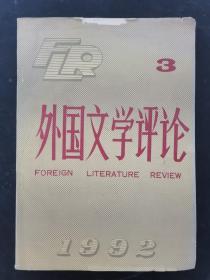 FLR
3
外国文学评论
FOREIGN LITERATURE REVIEW
1992